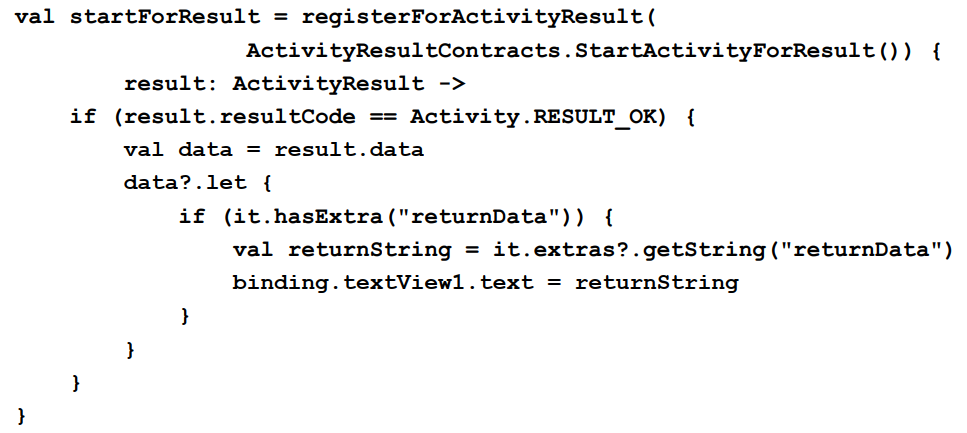 val startForResult = registerForActivityResult(
                 ActivityResultContracts.StartActivityForResult()) {
        result: ActivityResult ->
    if (result.resultCode == Activity.RESULT_OK) {
        val data = result.data
        data?.let {
            if (it.hasExtra("returnData")) {
                val returnString = it.extras?.getString("returnData")
                binding.textView1.text = returnString
            }
        }
    }
}